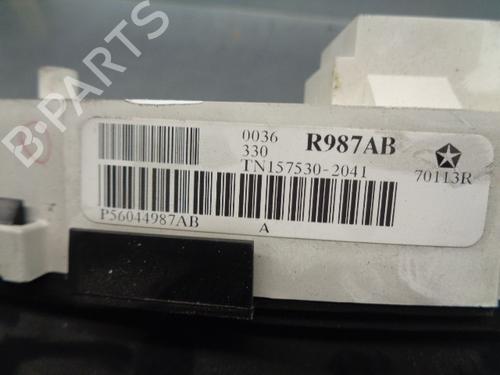 B-PARTS
0036 R987AB
330
TN157530-2041 70113R
P56044987AB A